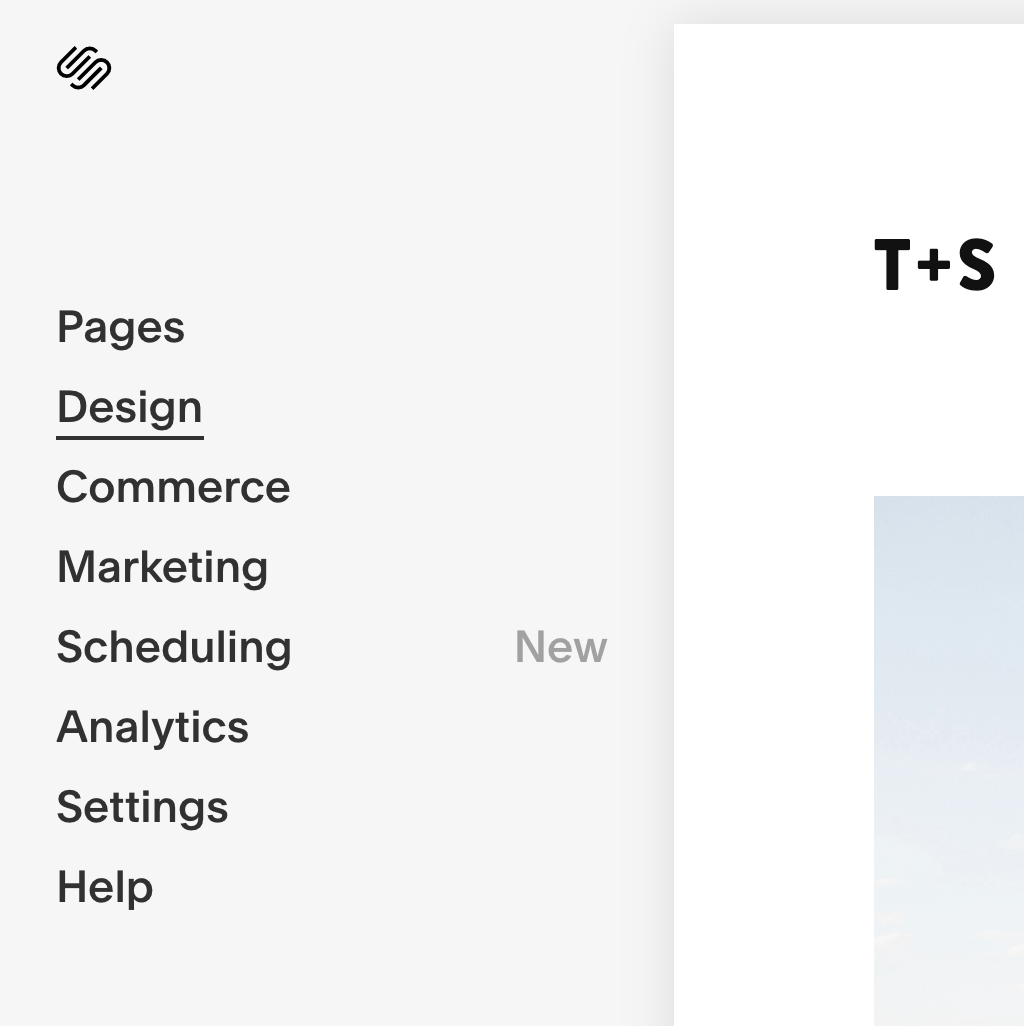 Pages
Design
Commerce
Marketing
Scheduling New
Analytics
Settings
Help
T+S